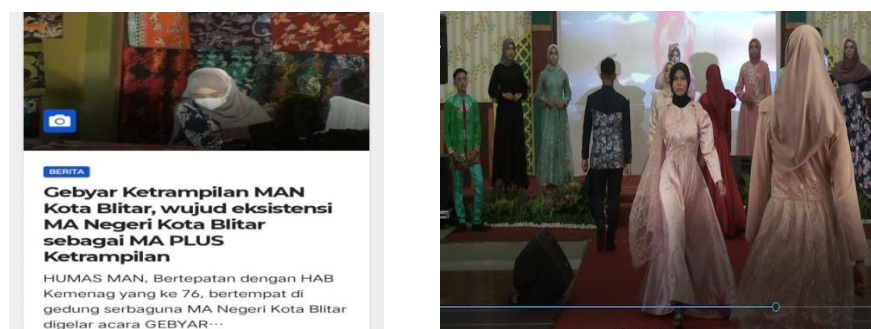 BERITA
Gebyar Ketrampilan MAN
Kota Blitar, wujud eksistensi
MA Negeri Kota Blitar
sebagai MA PLUS
Ketrampilan
HUMAS MAN, Bertepatan dengan HAB
Kemenag yang ke 76, bertempat di
gedung serbaguna MA Negeri Kota Blitar
digelar acara GEBYAR···